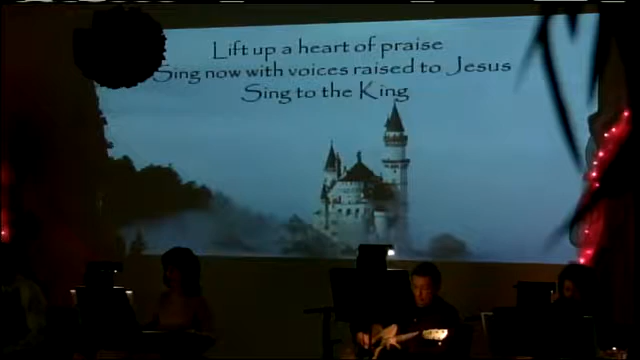 Lift up a heart of praise
Sing now with voices raised to Jesus
Sing to the King